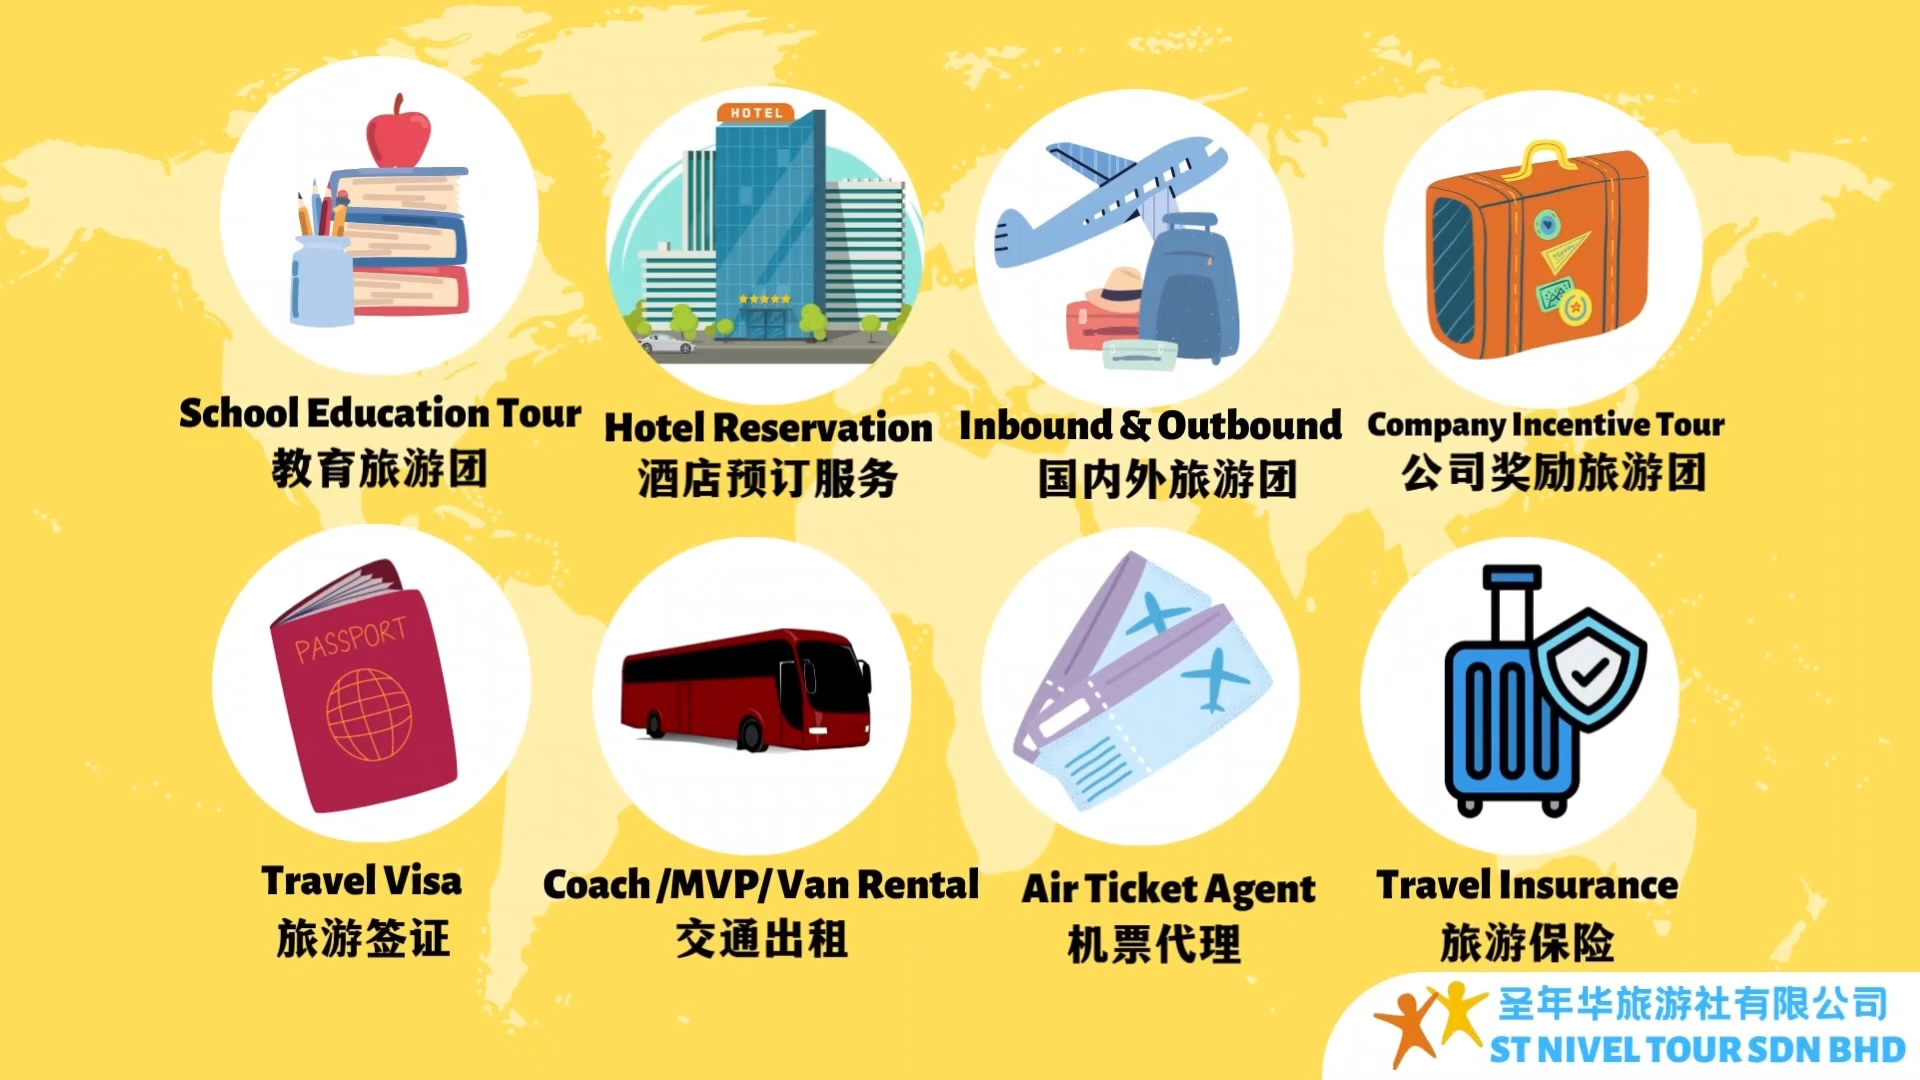 HOTEL
School Education Tour
教育旅游团
Hotel Reservation
酒店预订服务
Inbound & Outbound
国内外旅游团
Company Incentive Tour
公司奖励旅游团
PASSPORT
Travel Visa
旅游签证
Coach /MVP/ Van Rental
交通出租
Air Ticket Agent
机票代理
Travel Insurance
旅游保险
圣年华旅游社有限公司
ST NIVEL TOUR SDN BHD